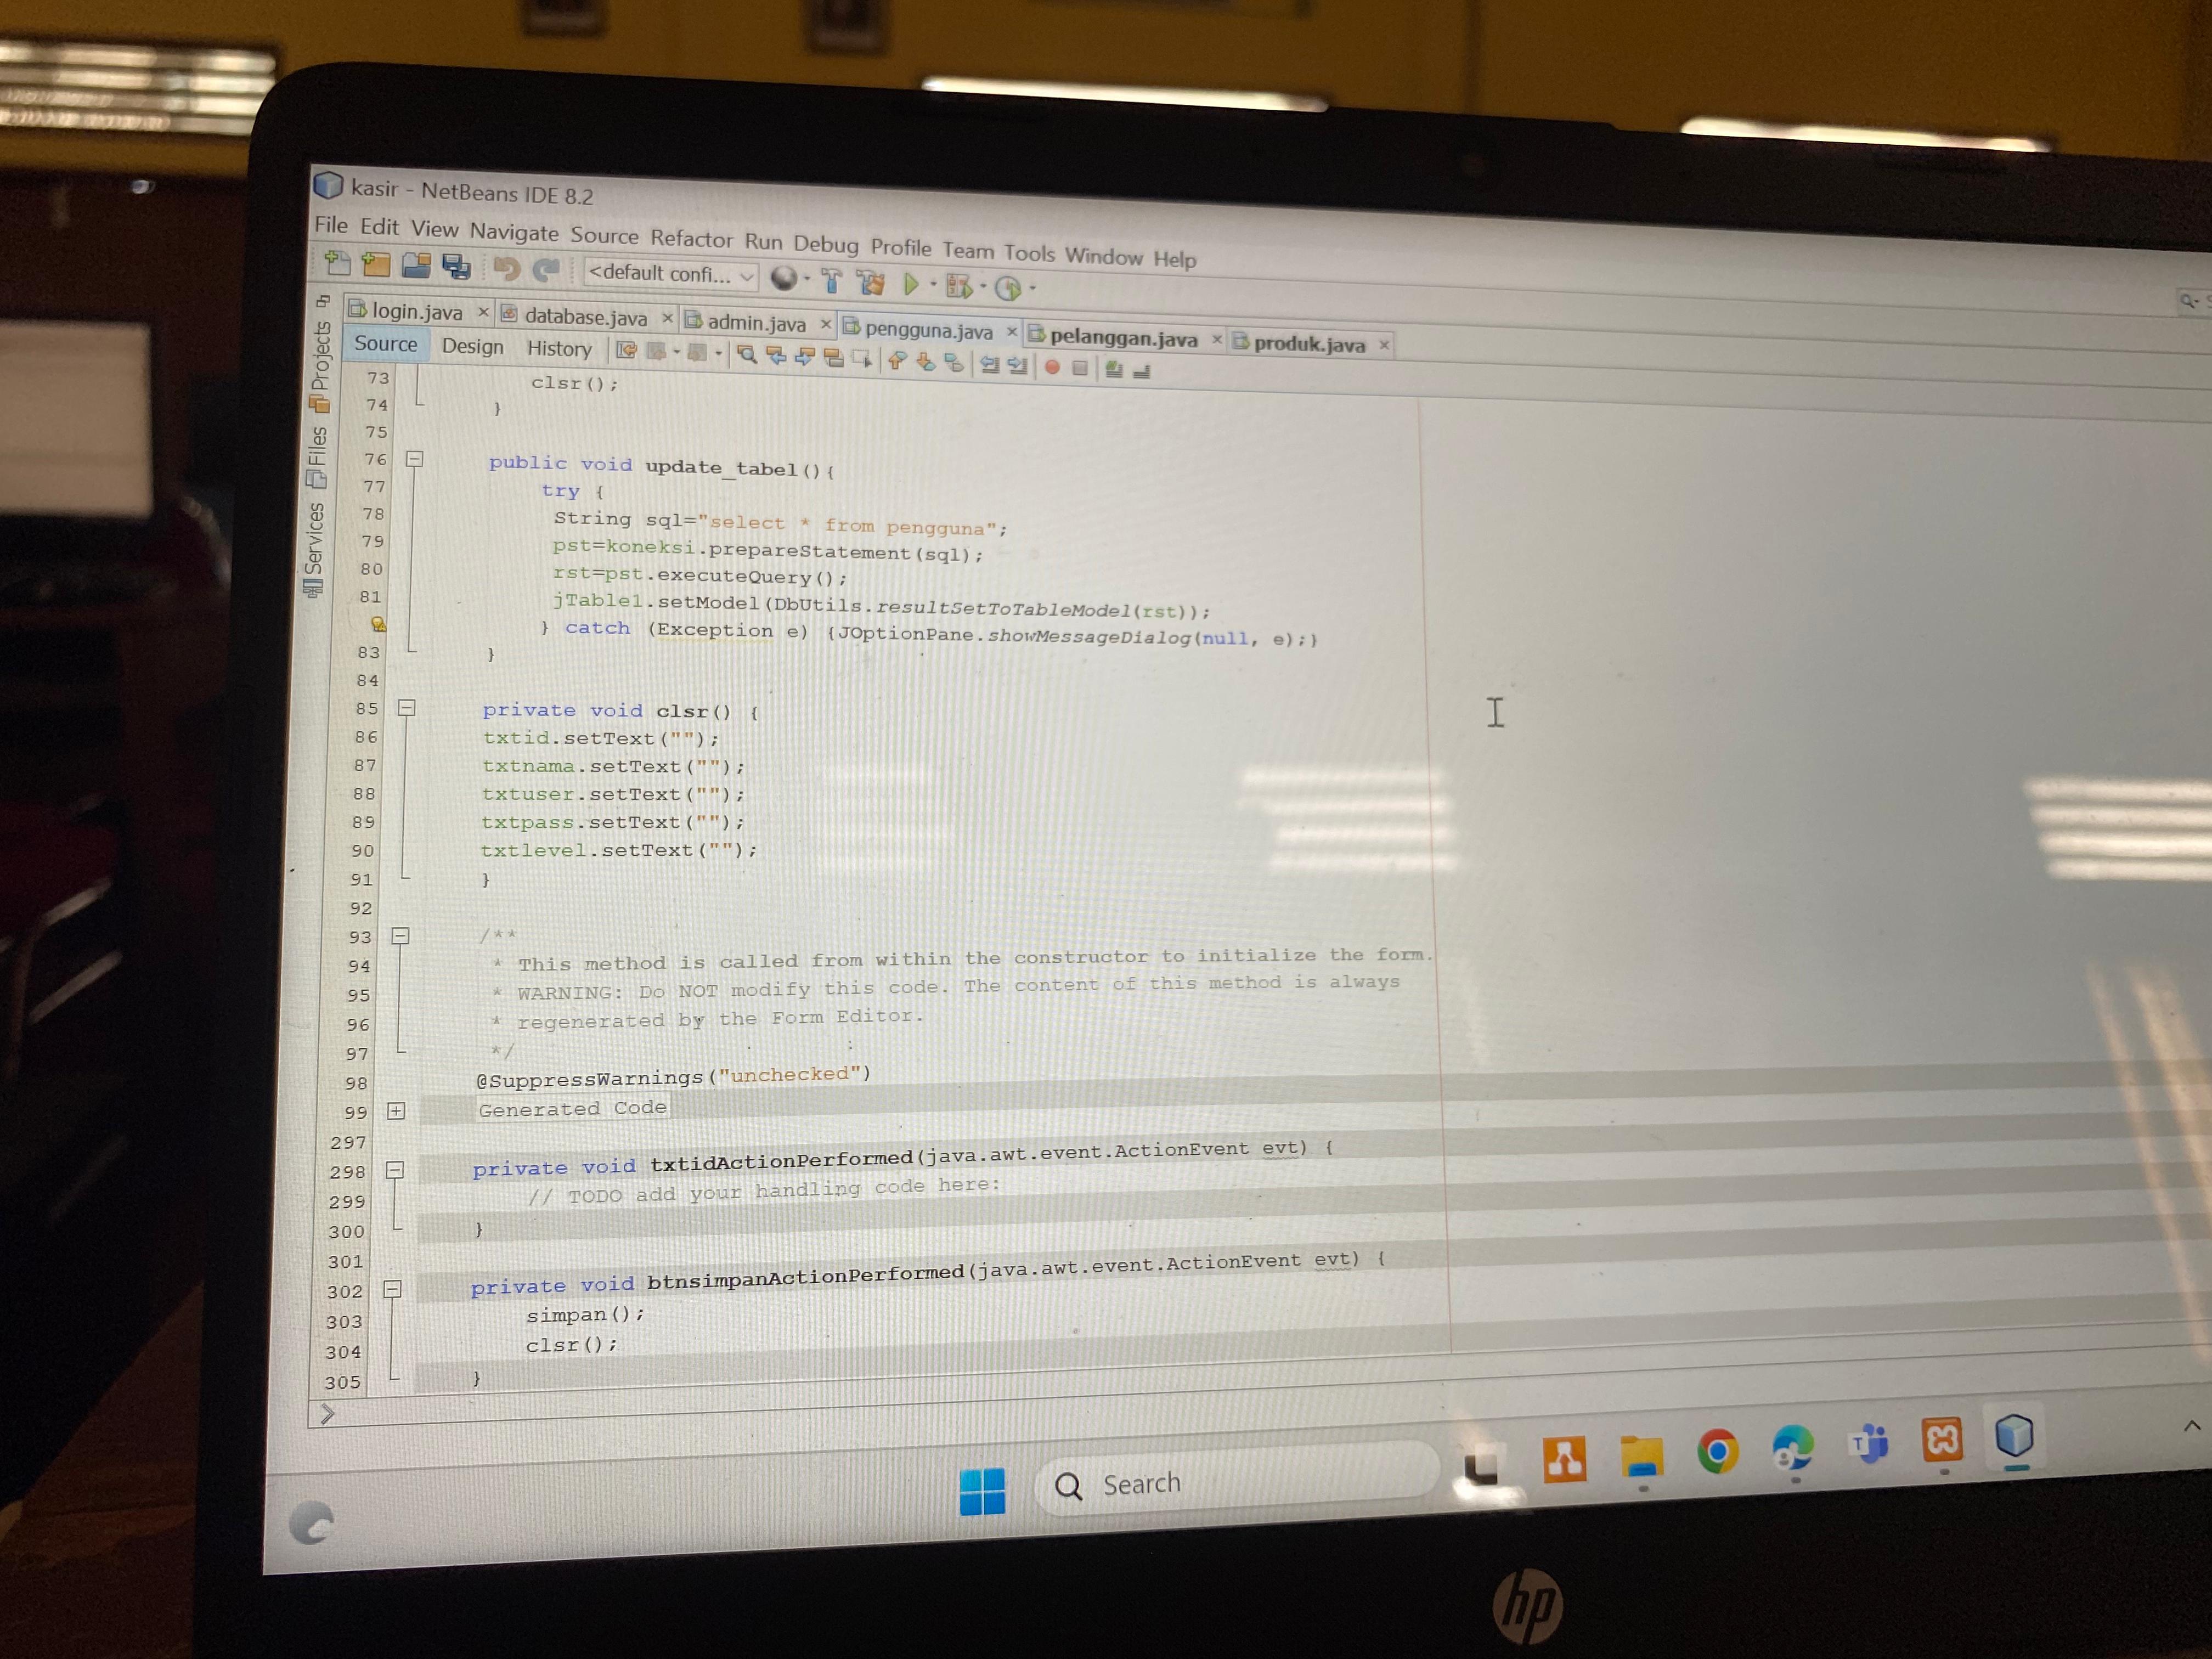 kasir - NetBeans IDE 8.2
File Edit View Navigate Source Refactor Run Debug Profile Team Tools Window Help
<default confi...
login.java database.java admin.java pengguna.java pelanggan.java produk.java
Source Design History
Projects
Files
Services
73 clsr();
74 }
75
76 public void update_tabel(){
77 try {
78 String sql="select * from pengguna";
79 pst=koneksi.prepareStatement(sql);
80 rst=pst.executeQuery();
81 jTable1.setModel(DbUtils.resultSetToTableModel(rst));
} catch (Exception e) {JOptionPane.showMessageDialog(null, e);}
83 }
84
85 private void clsr() {
86 txtid.setText("");
87 txtnama.setText("");
88 txtuser.setText("");
89 txtpass.setText("");
90 txtlevel.setText("");
91 }
92
93 /**
94 * This method is called from within the constructor to initialize the form.
95 * WARNING: Do NOT modify this code. The content of this method is always
96 * regenerated by the Form Editor.
97 */
98 @SuppressWarnings("unchecked")
99 Generated Code
297
298 private void txtidActionPerformed(java.awt.event.ActionEvent evt) {
299 // TODO add your handling code here:
300 }
301
302 private void btnsimpanActionPerformed(java.awt.event.ActionEvent evt) {
303 simpan();
304 clsr();
305 }
Search
hp